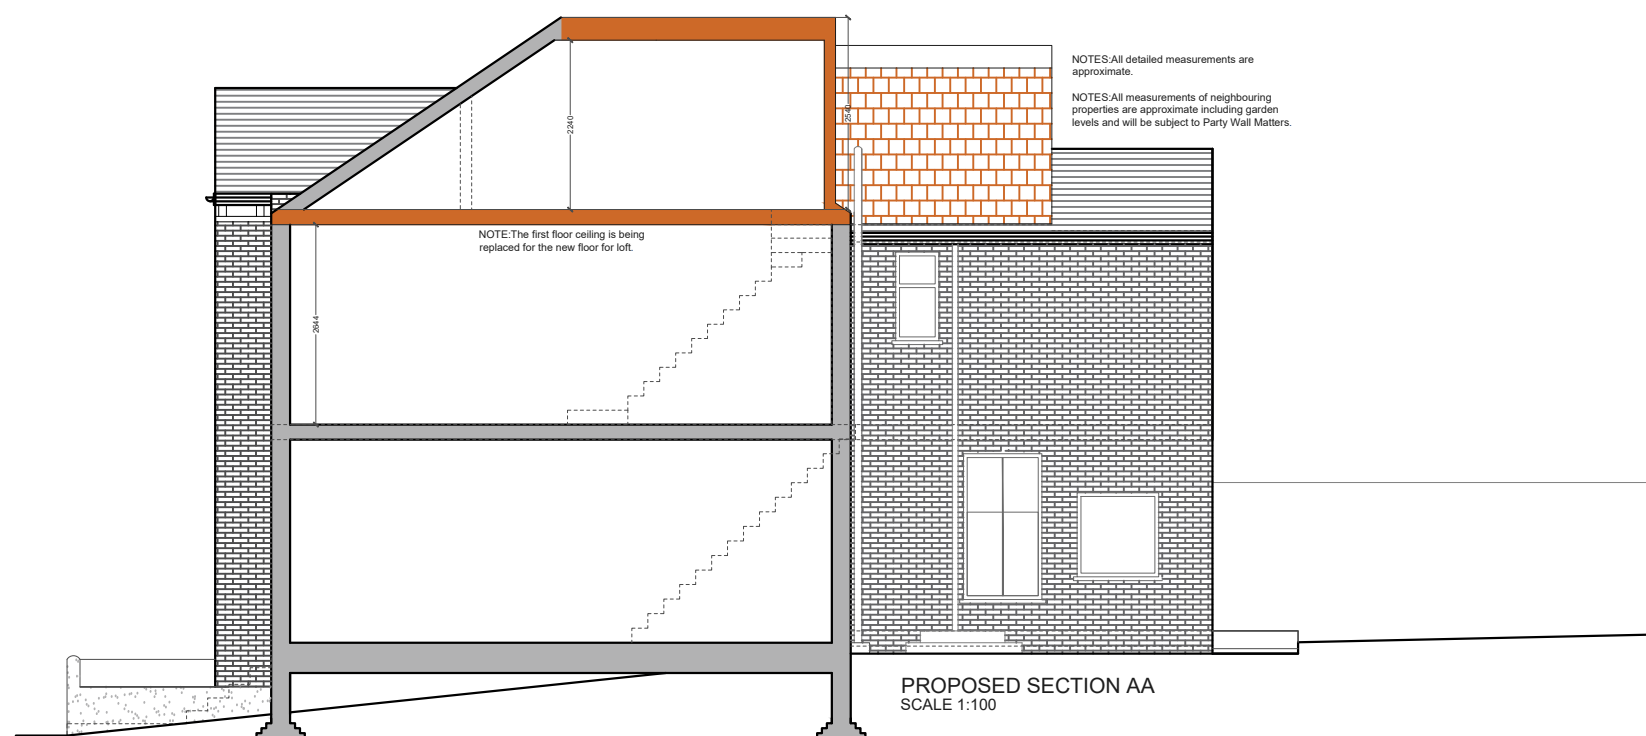 NOTES:All detailed measurements are
approximate.
NOTES:All measurements of neighbouring
properties are approximate including garden
levels and will be subject to Party Wall Matters.
2240
2540
NOTE:The first floor ceiling is being
replaced for the new floor for loft.
2644
PROPOSED SECTION AA
SCALE 1:100